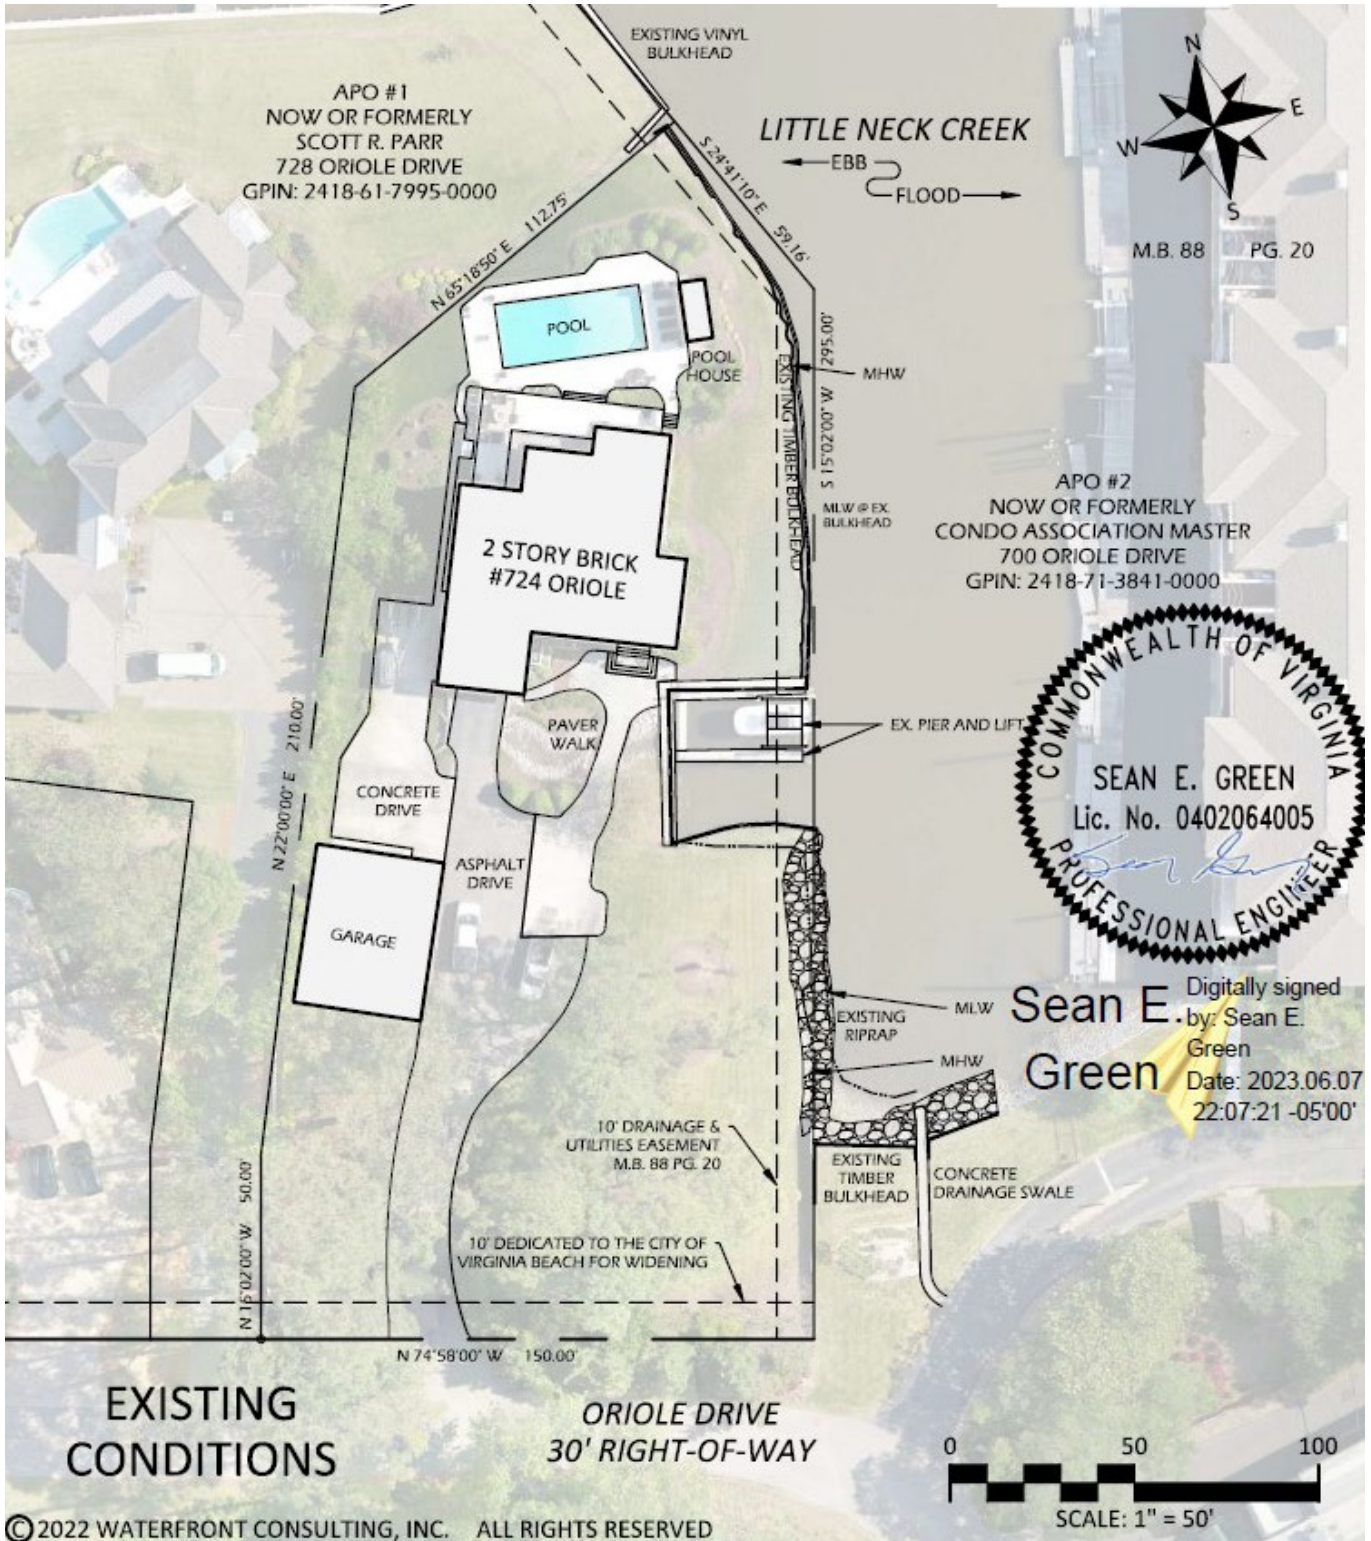 EXISTING VINYL
BULKHEAD
APO #1
NOW OR FORMERLY
SCOTT R. PARR
728 ORIOLE DRIVE
GPIN: 2418-61-7995-0000
LITTLE NECK CREEK
EBB
FLOOD
N
E
W
S
M.B. 88 PG. 20
S 24°41'10" E 59.16'
N 65°18'50" E 112.75'
POOL
POOL
HOUSE
EXISTING TIMBER BULKHEAD
MHW
S 15°02'00" W 295.00'
MLW @ EX.
BULKHEAD
APO #2
NOW OR FORMERLY
CONDO ASSOCIATION MASTER
700 ORIOLE DRIVE
GPIN: 2418-71-3841-0000
2 STORY BRICK
#724 ORIOLE
COMMONWEALTH OF VIRGINIA
SEAN E. GREEN
Lic. No. 0402064005
Sean Green
PROFESSIONAL ENGINEER
PAVER
WALK
EX. PIER AND LIFT
N 22°00'00" E 210.00'
CONCRETE
DRIVE
ASPHALT
DRIVE
GARAGE
EXISTING
RIPRAP
MLW
MHW
Sean E.
Green
Digitally signed
by: Sean E.
Green
Date: 2023.06.07
22:07:21 -05'00'
10' DRAINAGE &
UTILITIES EASEMENT
M.B. 88 PG. 20
EXISTING
TIMBER
BULKHEAD
CONCRETE
DRAINAGE SWALE
N 15°02'00" W 50.00'
10' DEDICATED TO THE CITY OF
VIRGINIA BEACH FOR WIDENING
N 74°58'00" W 150.00'
EXISTING
CONDITIONS
ORIOLE DRIVE
30' RIGHT-OF-WAY
0 50 100
SCALE: 1" = 50'
©2022 WATERFRONT CONSULTING, INC. ALL RIGHTS RESERVED